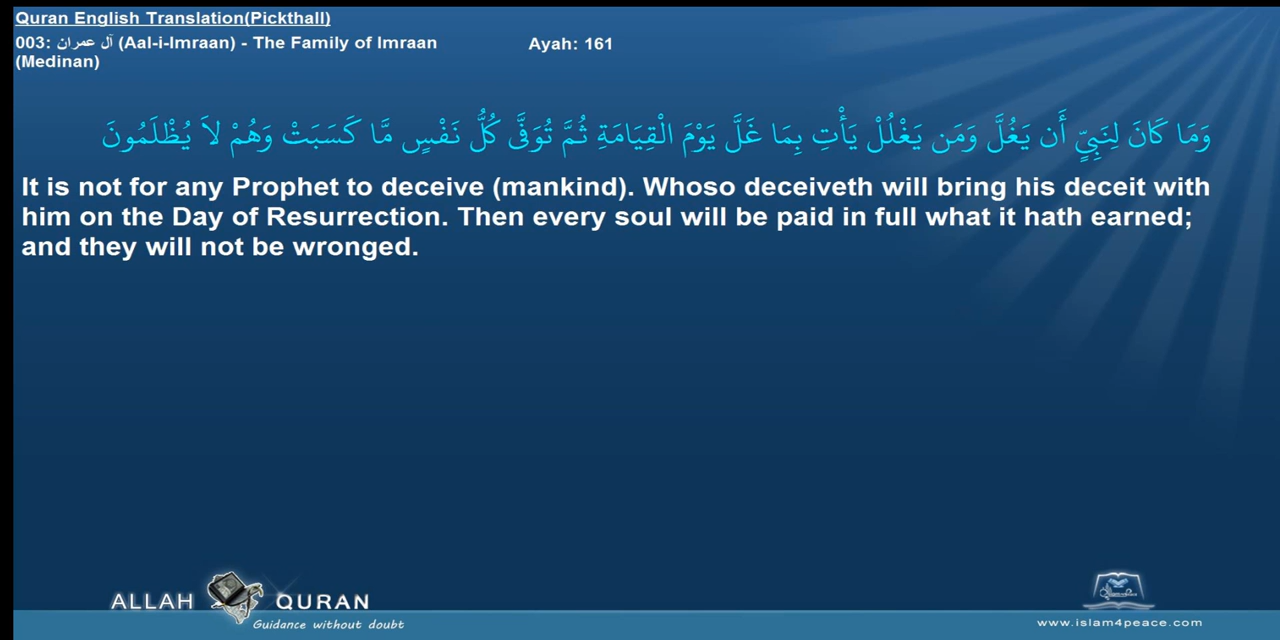 Quran English Translation(Pickthall)
003: آل عمران (Aal-i-Imraan) - The Family of Imraan
(Medinan)
Ayah: 161
وَمَا كَانَ لِنَبِيٍّ أَن يَغُلَّ وَمَن يَغْلُلْ يَأْتِ بِمَا غَلَّ يَوْمَ الْقِيَامَةِ ثُمَّ تُوَفَّى كُلُّ نَفْسٍ مَّا كَسَبَتْ وَهُمْ لاَ يُظْلَمُونَ
It is not for any Prophet to deceive (mankind). Whoso deceiveth will bring his deceit with
him on the Day of Resurrection. Then every soul will be paid in full what it hath earned;
and they will not be wronged.
ALLAH QURAN
Guidance without doubt
www.islam4peace.com